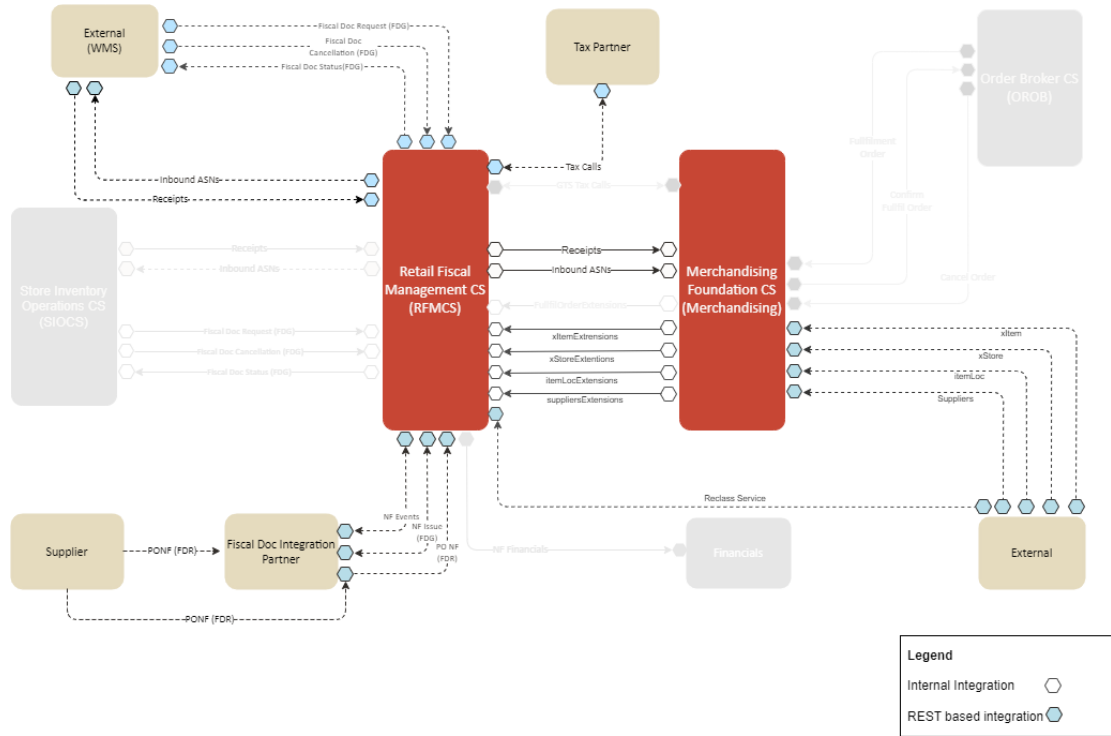 External
(WMS)
Fiscal Doc Request (FDG)
Fiscal Doc
Cancellation (FDG)
Fiscal Doc Status(FDG)
Tax Partner
Order Broker CS
(OROB)
Fulfillment
Order
Confirm
Fulfill Order
Cancel Order
Inbound ASNs
Receipts
Tax Calls
GTS Tax Calls
Store Inventory
Operations CS
(SIOCS)
Receipts
Inbound ASNs
Fiscal Doc Request (FDG)
Fiscal Doc Cancellation (FDG)
Fiscal Doc Status (FDG)
Retail Fiscal
Management CS
(RFMCS)
Receipts
Inbound ASNs
FulfilOrderExtensions
xItemExtrensions
xStoreExtentions
itemLocExtensions
suppliersExtensions
Merchandising
Foundation CS
(Merchandising)
xItem
xStore
itemLoc
Suppliers
Reclass Service
NF Events
NF Issue
(FDG)
PO NF
(FDR)
NF Financials
Financials
Supplier
PONF (FDR)
Fiscal Doc Integration
Partner
PONF (FDR)
External
Legend
Internal Integration
REST based integration